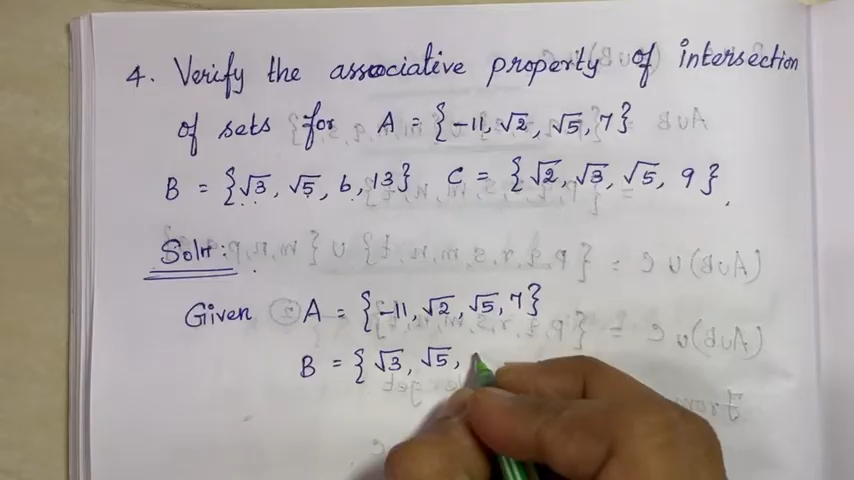 4. Verify the associative property of intersection
of sets for A = {-11, √2, √5, 7}
B = {√3, √5, 6, 13} C = {√2, √3, √5, 9}.
Soln:
Given A = {-11, √2, √5, 7}
B = {√3, √5,